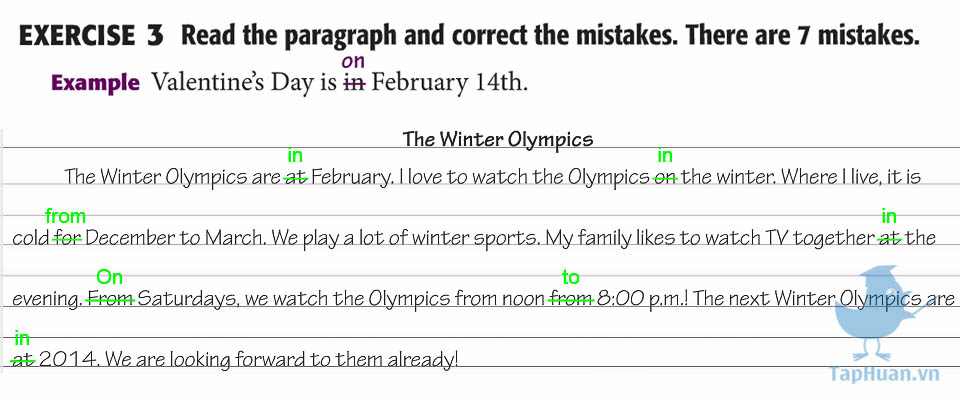 EXERCISE 3 Read the paragraph and correct the mistakes. There are 7 mistakes.
on
Example Valentine's Day is in February 14th.
The Winter Olympics
in in
The Winter Olympics are at February. I love to watch the Olympics on the winter. Where I live, it is
from in
cold for December to March. We play a lot of winter sports. My family likes to watch TV together at the
On to
evening. From Saturdays, we watch the Olympics from noon from 8:00 p.m.! The next Winter Olympics are
in
at 2014. We are looking forward to them already!
TapHuan.vn